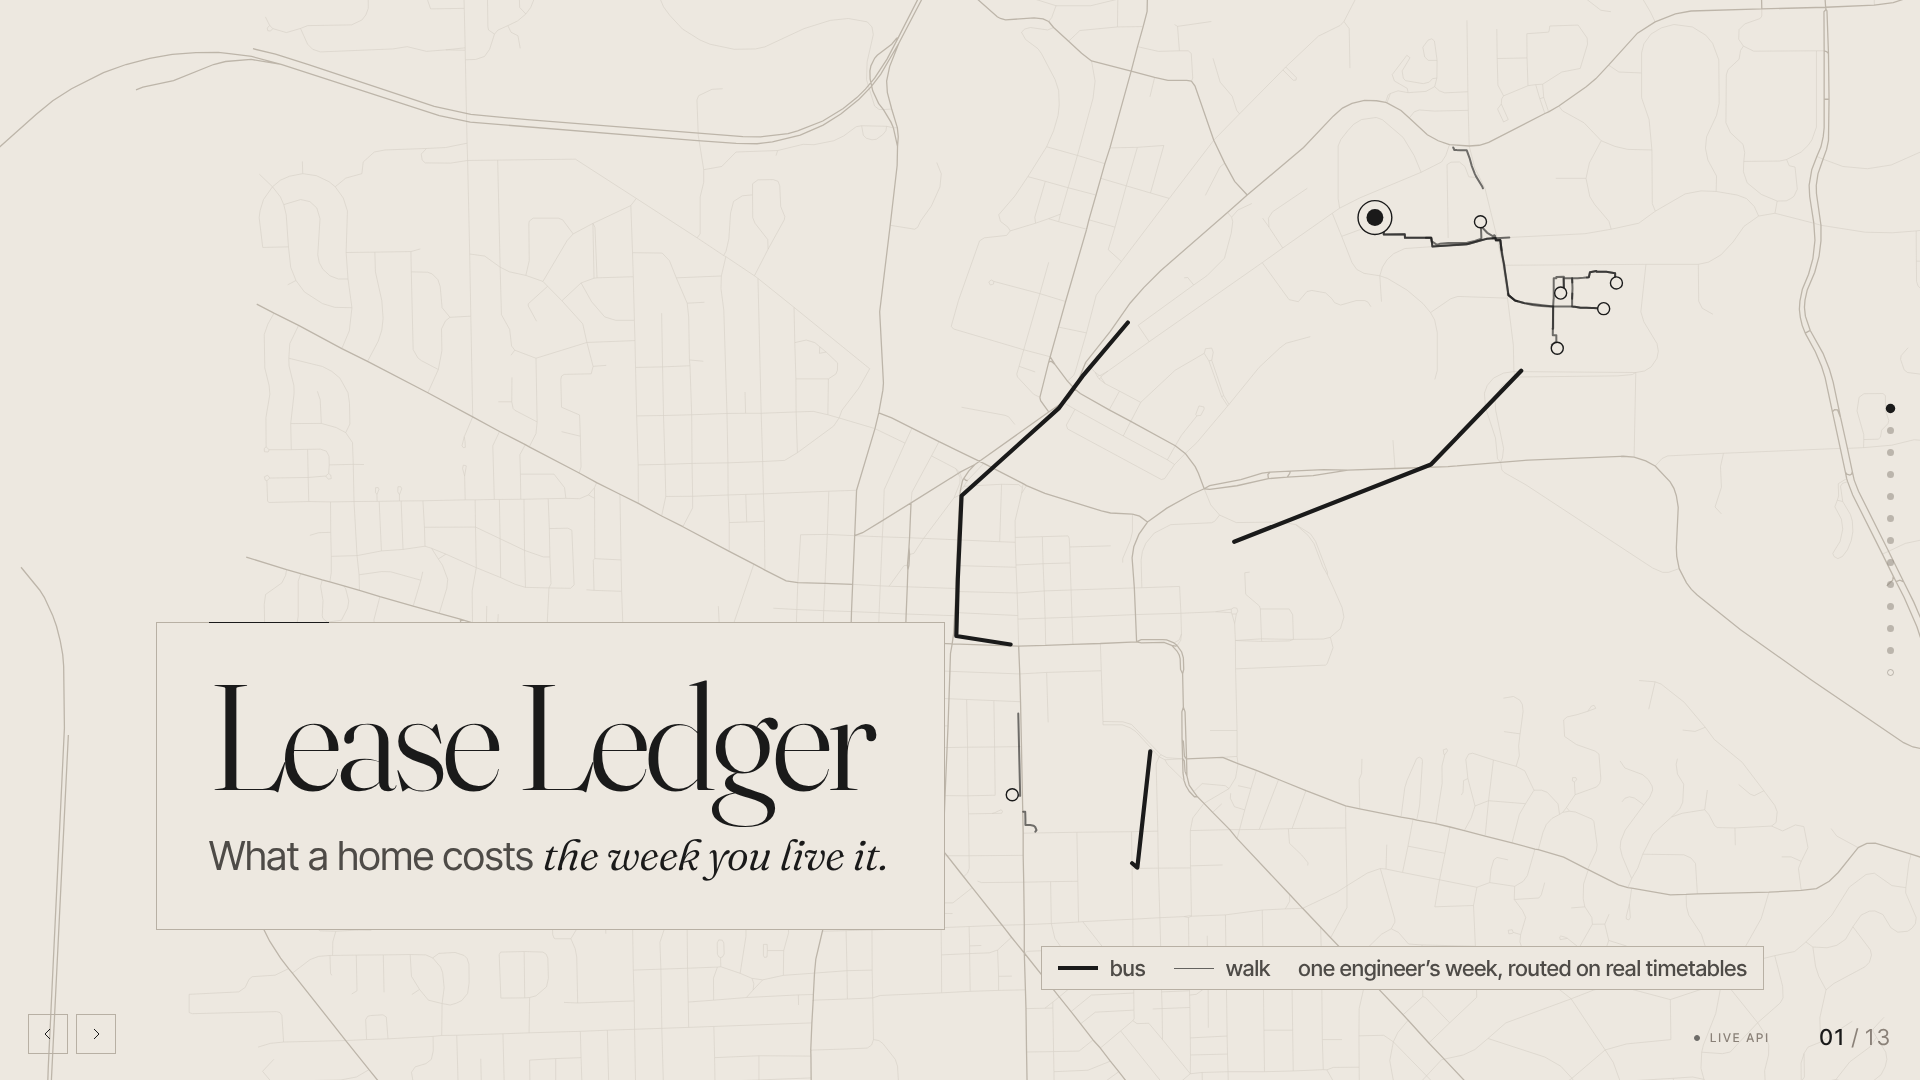 Lease Ledger
What a home costs the week you live it.
bus walk one engineer’s week, routed on real timetables
LIVE API 01 / 13